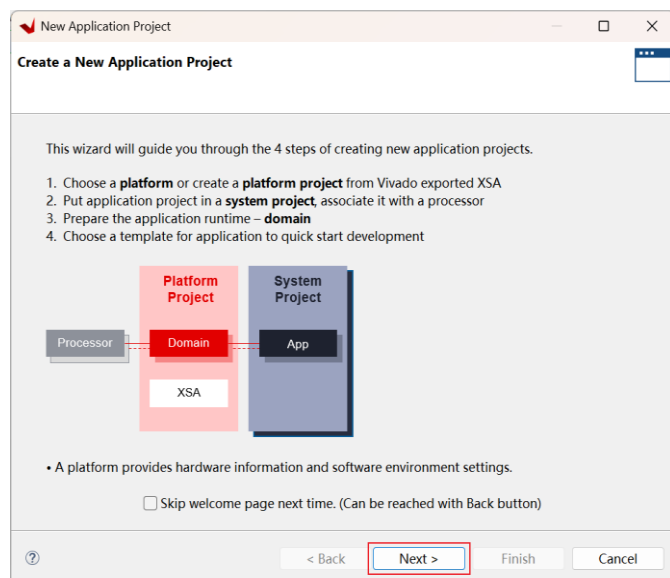 New Application Project
Create a New Application Project
This wizard will guide you through the 4 steps of creating new application projects.
1. Choose a platform or create a platform project from Vivado exported XSA
2. Put application project in a system project, associate it with a processor
3. Prepare the application runtime – domain
4. Choose a template for application to quick start development
Platform
Project
System
Project
Processor
Domain
App
XSA
• A platform provides hardware information and software environment settings.
Skip welcome page next time. (Can be reached with Back button)
?
< Back
Next >
Finish
Cancel